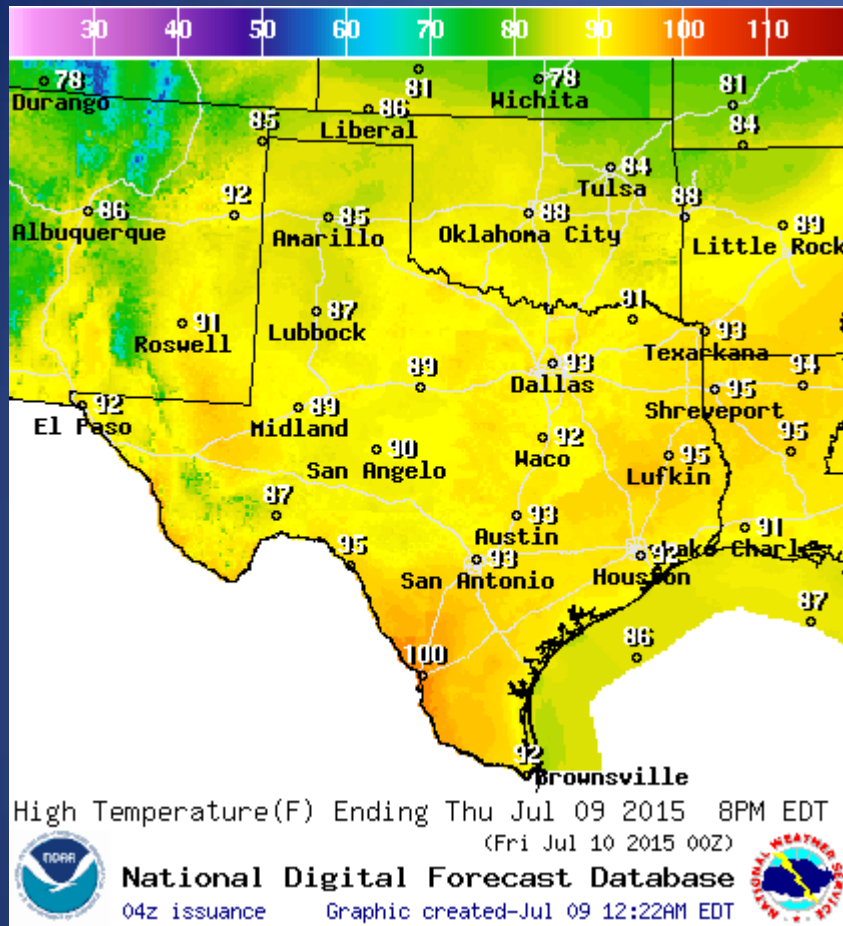 30 40 50 60 70 80 90 100 110
78
Durango
81
78
Wichita
81
86
Liberal
85
84
84
Tulsa
86
Albuquerque
92
85
Amarillo
88
Oklahoma City
88
89
Little Rock
91
Roswell
87
Lubbock
91
93
Texarkana
93
Dallas
94
95
Shreveport
92
El Paso
89
Midland
89
90
San Angelo
92
Waco
95
Lufkin
95
87
93
Austin
91
Lake Charles
95
93
San Antonio
92
Houston
87
86
100
92
Brownsville
High Temperature(F) Ending Thu Jul 09 2015 8PM EDT
(Fri Jul 10 2015 00Z)
NOAA
National Digital Forecast Database
04z issuance Graphic created-Jul 09 12:22AM EDT
NATIONAL WEATHER SERVICE